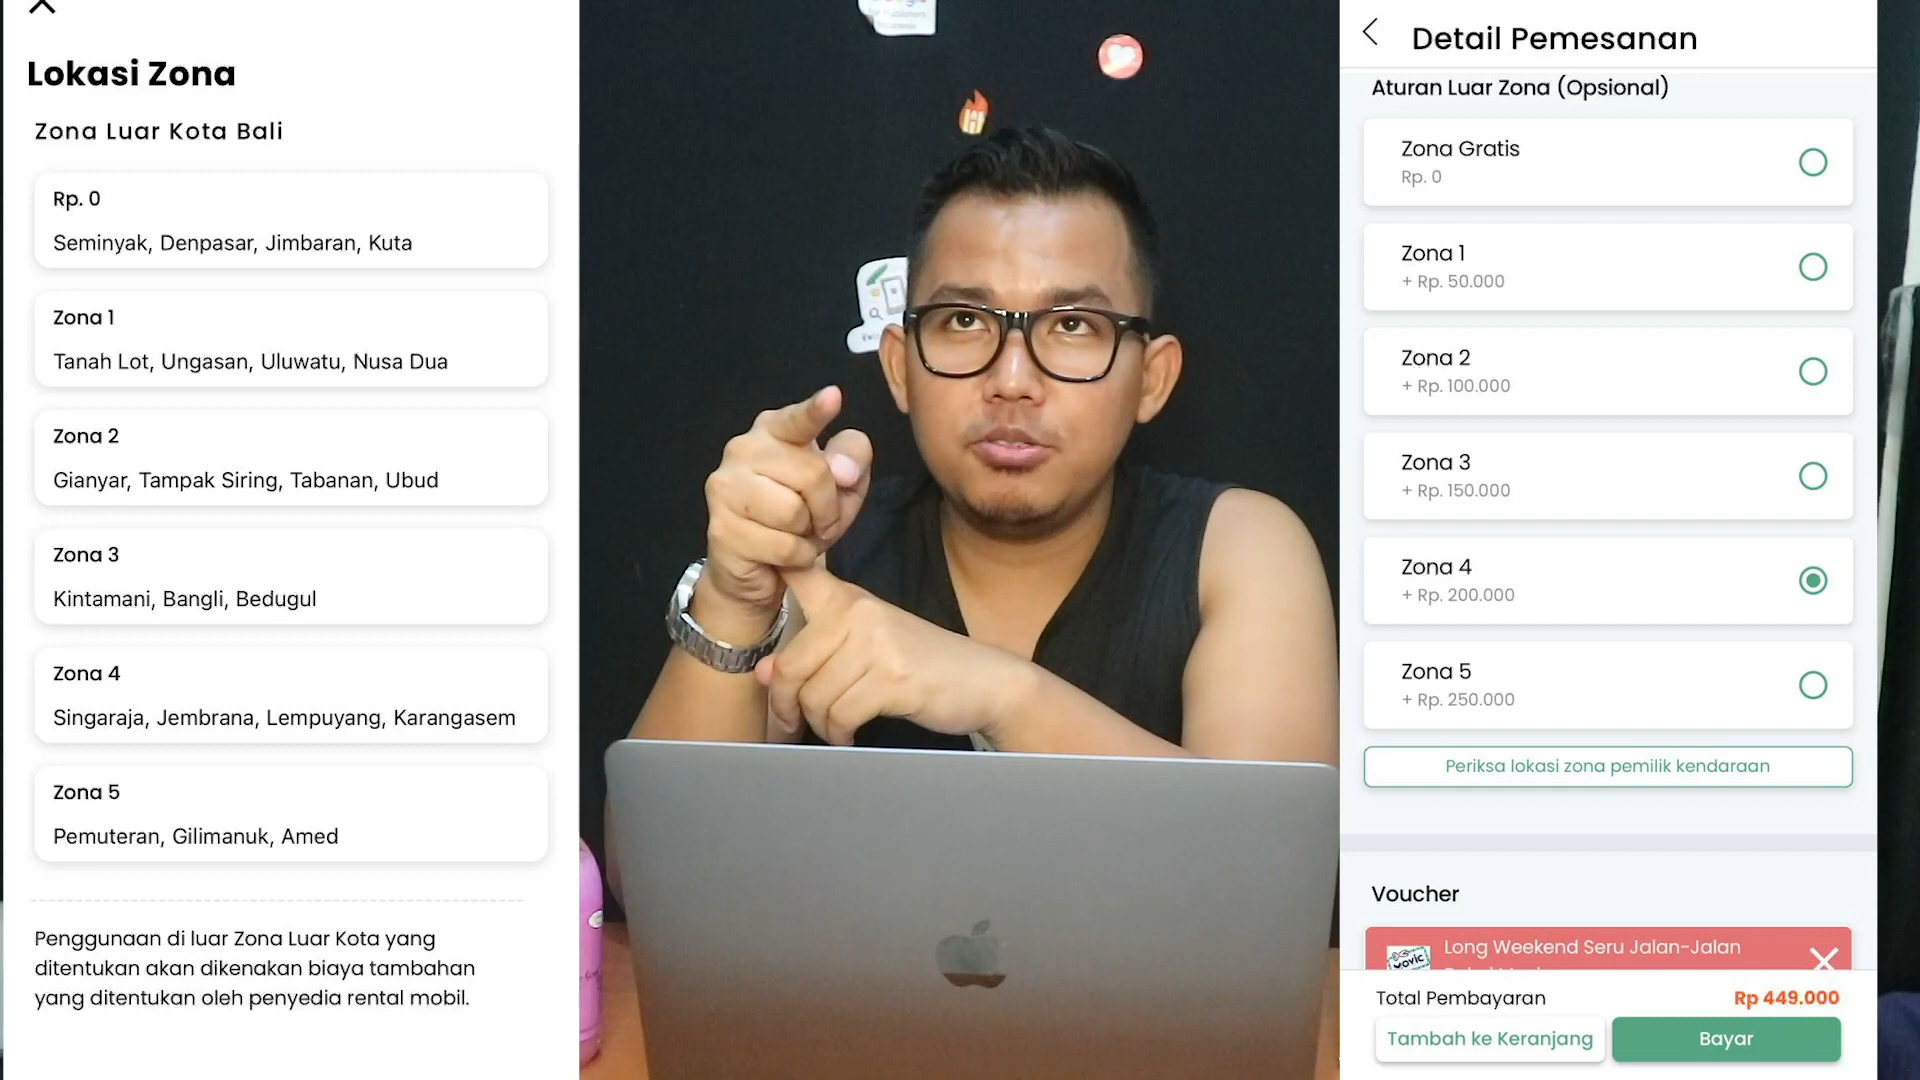 Lokasi Zona
Zona Luar Kota Bali
Rp. 0
Seminyak, Denpasar, Jimbaran, Kuta
Zona 1
Tanah Lot, Ungasan, Uluwatu, Nusa Dua
Zona 2
Gianyar, Tampak Siring, Tabanan, Ubud
Zona 3
Kintamani, Bangli, Bedugul
Zona 4
Singaraja, Jembrana, Lempuyang, Karangasem
Zona 5
Pemuteran, Gilimanuk, Amed
Penggunaan di luar Zona Luar Kota yang
ditentukan akan dikenakan biaya tambahan
yang ditentukan oleh penyedia rental mobil.
Detail Pemesanan
Aturan Luar Zona (Opsional)
Zona Gratis
Rp. 0
Zona 1
+ Rp. 50.000
Zona 2
+ Rp. 100.000
Zona 3
+ Rp. 150.000
Zona 4
+ Rp. 200.000
Zona 5
+ Rp. 250.000
Periksa lokasi zona pemilik kendaraan
Voucher
Movic
Long Weekend Seru Jalan-Jalan
Total Pembayaran
Rp 449.000
Tambah ke Keranjang
Bayar